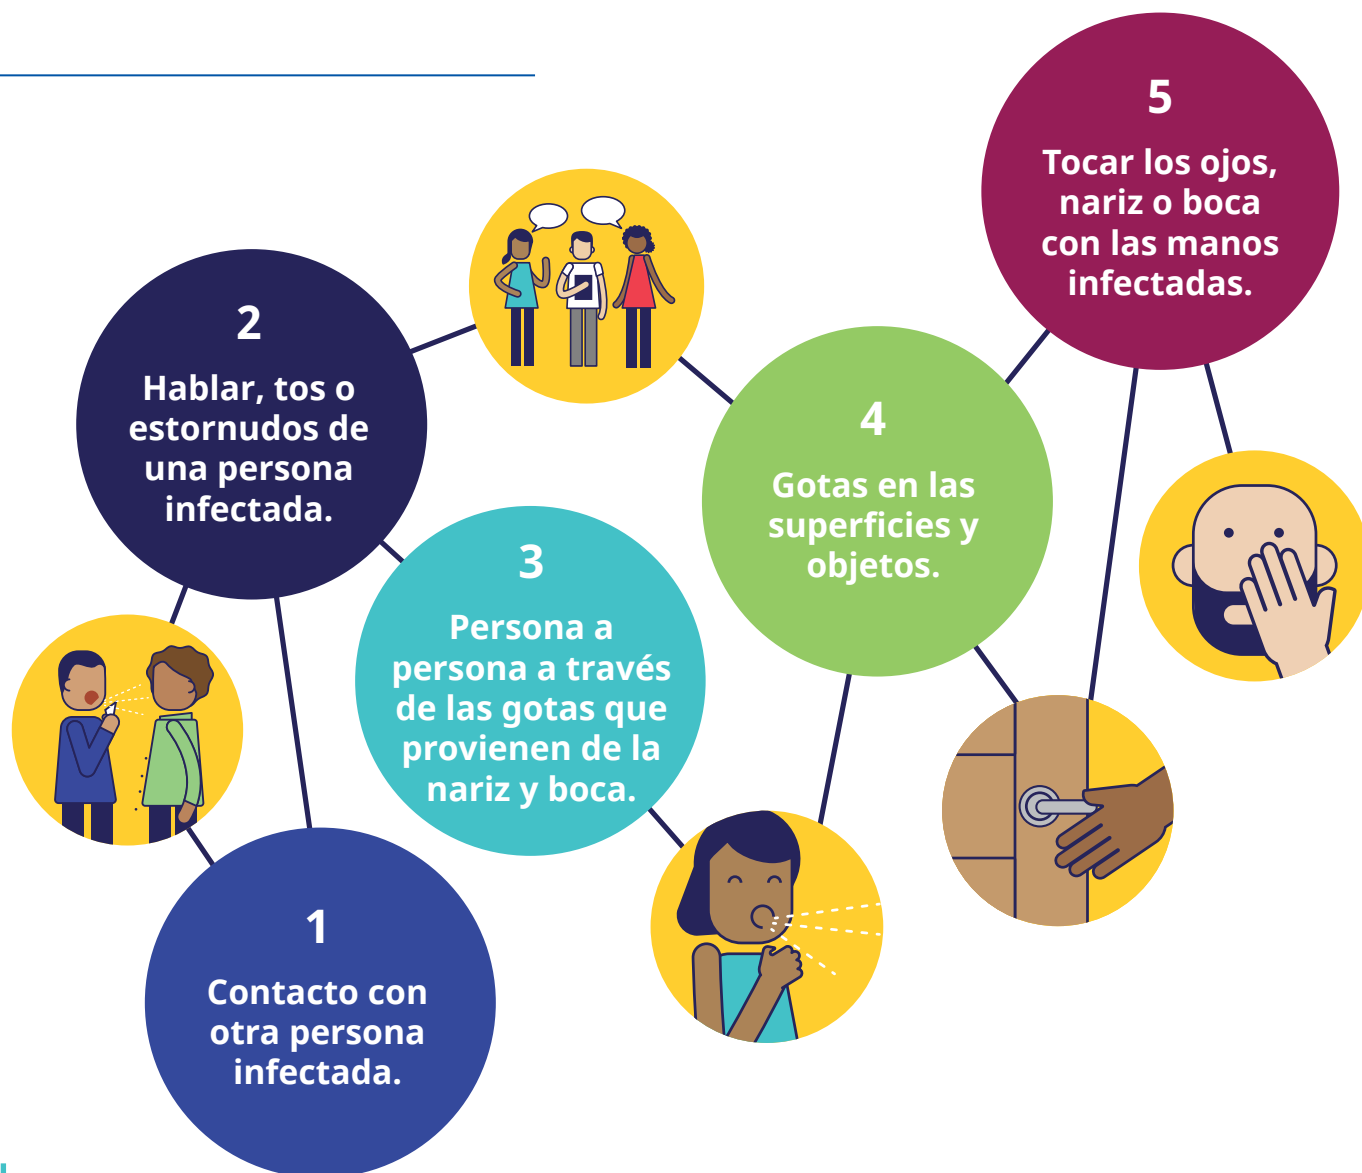 5
Tocar los ojos,
nariz o boca
con las manos
infectadas.
2
Hablar, tos o
estornudos de
una persona
infectada.
4
Gotas en las
superficies y
objetos.
3
Persona a
persona a través
de las gotas que
provienen de la
nariz y boca.
1
Contacto con
otra persona
infectada.